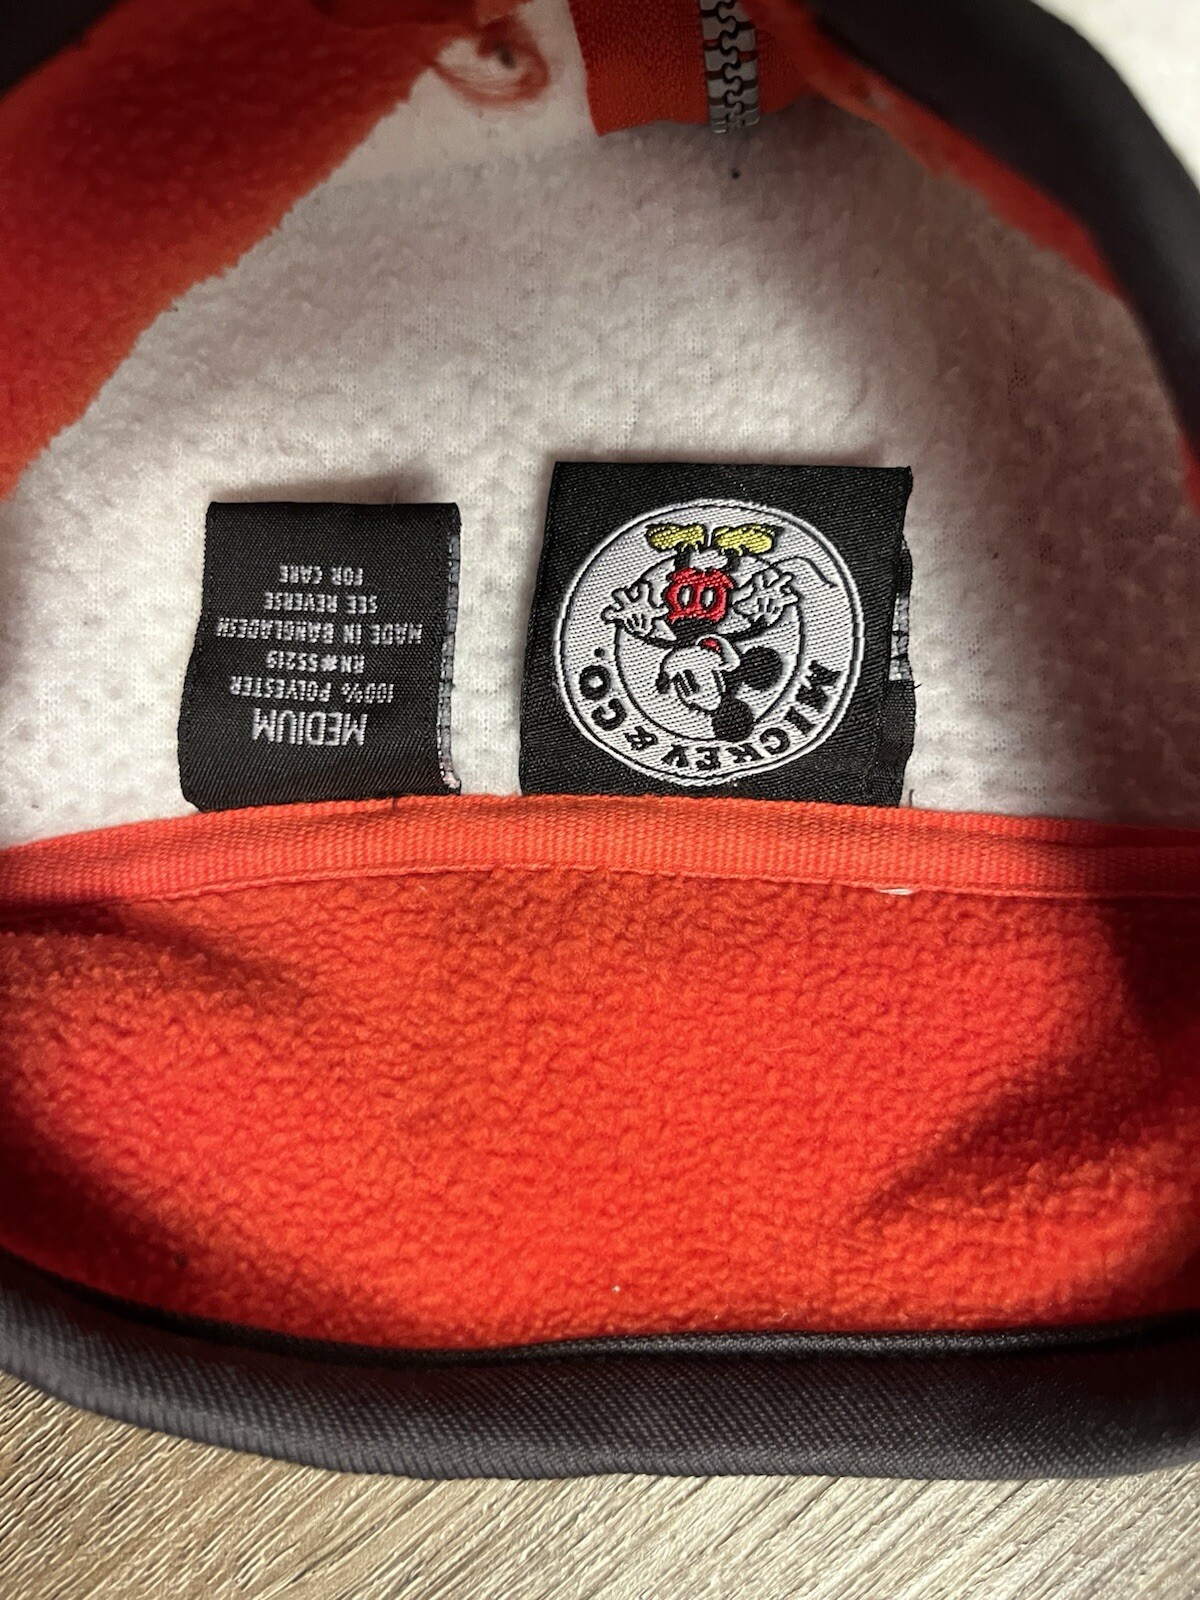 MEDIUM
100% POLYESTER
RN#55219
MADE IN BANGLADESH
SEE REVERSE
FOR CARE
MICKEY & CO.